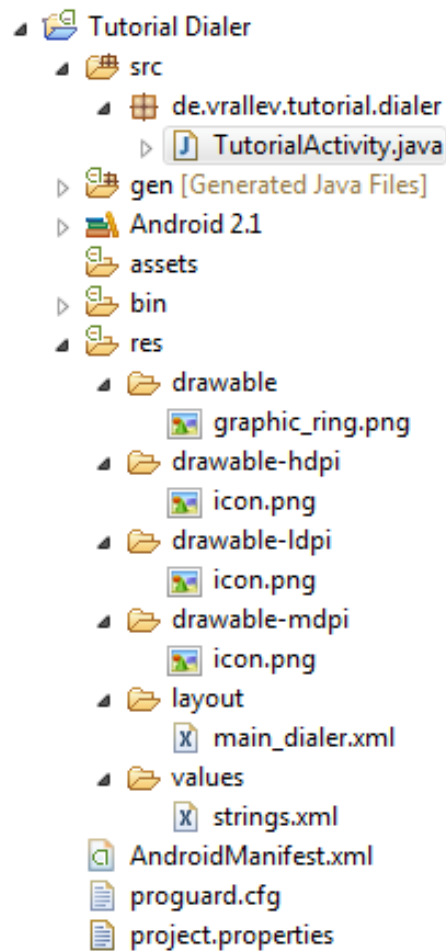 Tutorial Dialer
src
de.vrallev.tutorial.dialer
TutorialActivity.java
gen [Generated Java Files]
Android 2.1
assets
bin
res
drawable
graphic_ring.png
drawable-hdpi
icon.png
drawable-ldpi
icon.png
drawable-mdpi
icon.png
layout
main_dialer.xml
values
strings.xml
AndroidManifest.xml
proguard.cfg
project.properties